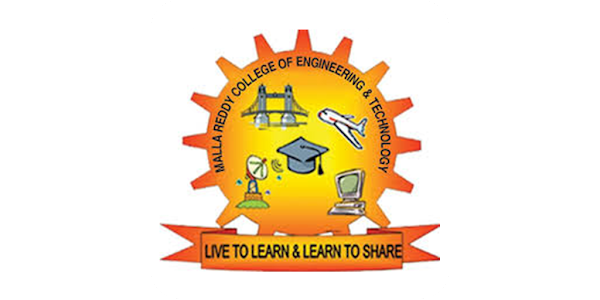 MALLA REDDY COLLEGE OF ENGINEERING & TECHNOLOGY
LIVE TO LEARN & LEARN TO SHARE